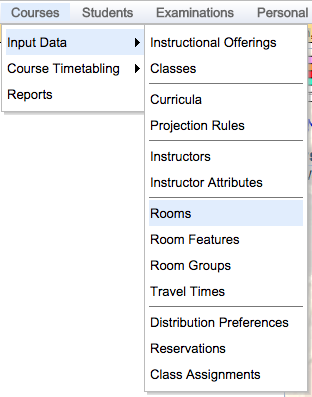 Courses Students Examinations Personal
Input Data
Course Timetabling
Reports
Instructional Offerings
Classes
Curricula
Projection Rules
Instructors
Instructor Attributes
Rooms
Room Features
Room Groups
Travel Times
Distribution Preferences
Reservations
Class Assignments